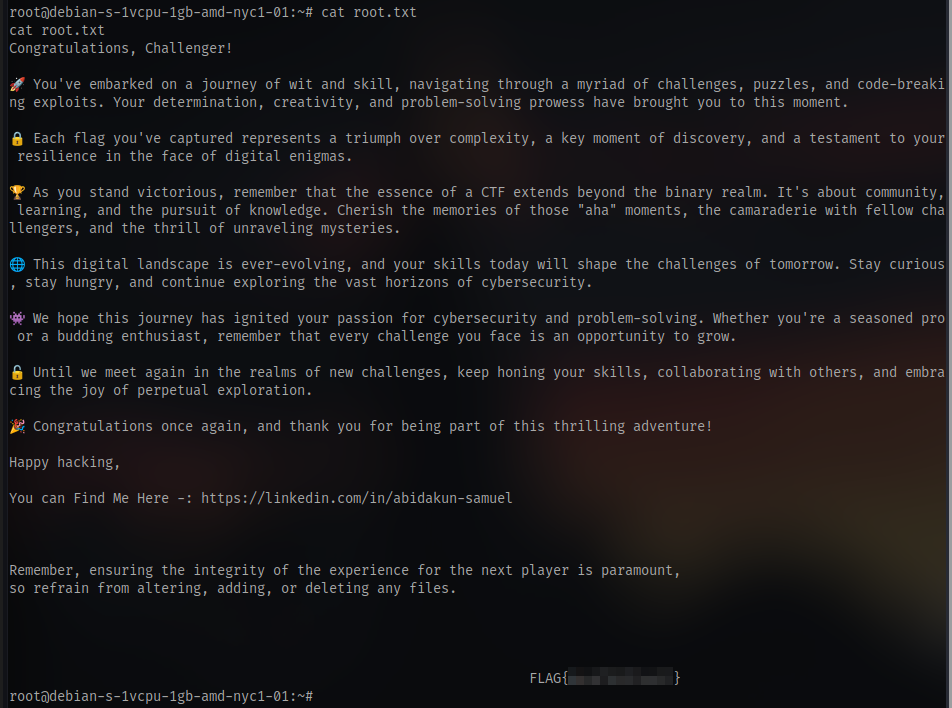 root@debian-s-1vcpu-1gb-amd-nyc1-01:~# cat root.txt
cat root.txt
Congratulations, Challenger!
🚀 You've embarked on a journey of wit and skill, navigating through a myriad of challenges, puzzles, and code-breaki
ng exploits. Your determination, creativity, and problem-solving prowess have brought you to this moment.
🔒 Each flag you've captured represents a triumph over complexity, a key moment of discovery, and a testament to your
resilience in the face of digital enigmas.
🏆 As you stand victorious, remember that the essence of a CTF extends beyond the binary realm. It's about community,
learning, and the pursuit of knowledge. Cherish the memories of those "aha" moments, the camaraderie with fellow cha
llengers, and the thrill of unraveling mysteries.
🌐 This digital landscape is ever-evolving, and your skills today will shape the challenges of tomorrow. Stay curious
, stay hungry, and continue exploring the vast horizons of cybersecurity.
👾 We hope this journey has ignited your passion for cybersecurity and problem-solving. Whether you're a seasoned pro
or a budding enthusiast, remember that every challenge you face is an opportunity to grow.
🔓 Until we meet again in the realms of new challenges, keep honing your skills, collaborating with others, and embra
cing the joy of perpetual exploration.
🎉 Congratulations once again, and thank you for being part of this thrilling adventure!
Happy hacking,
You can Find Me Here -: https://linkedin.com/in/abidakun-samuel
Remember, ensuring the integrity of the experience for the next player is paramount,
so refrain from altering, adding, or deleting any files.
FLAG{}
root@debian-s-1vcpu-1gb-amd-nyc1-01:~#